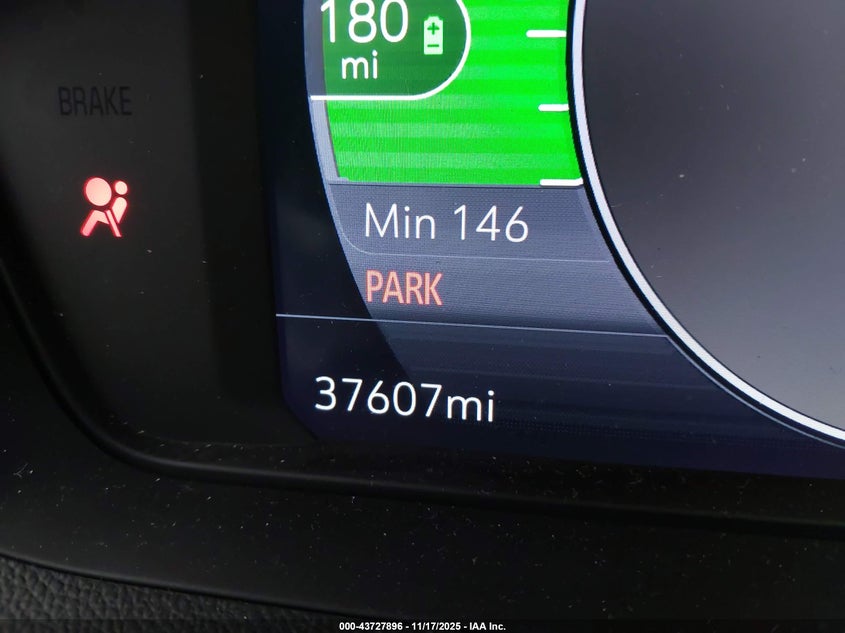 180
mi
BRAKE
Min 146
PARK
37607mi
000-43727896 - 11/17/2025 - IAA Inc.